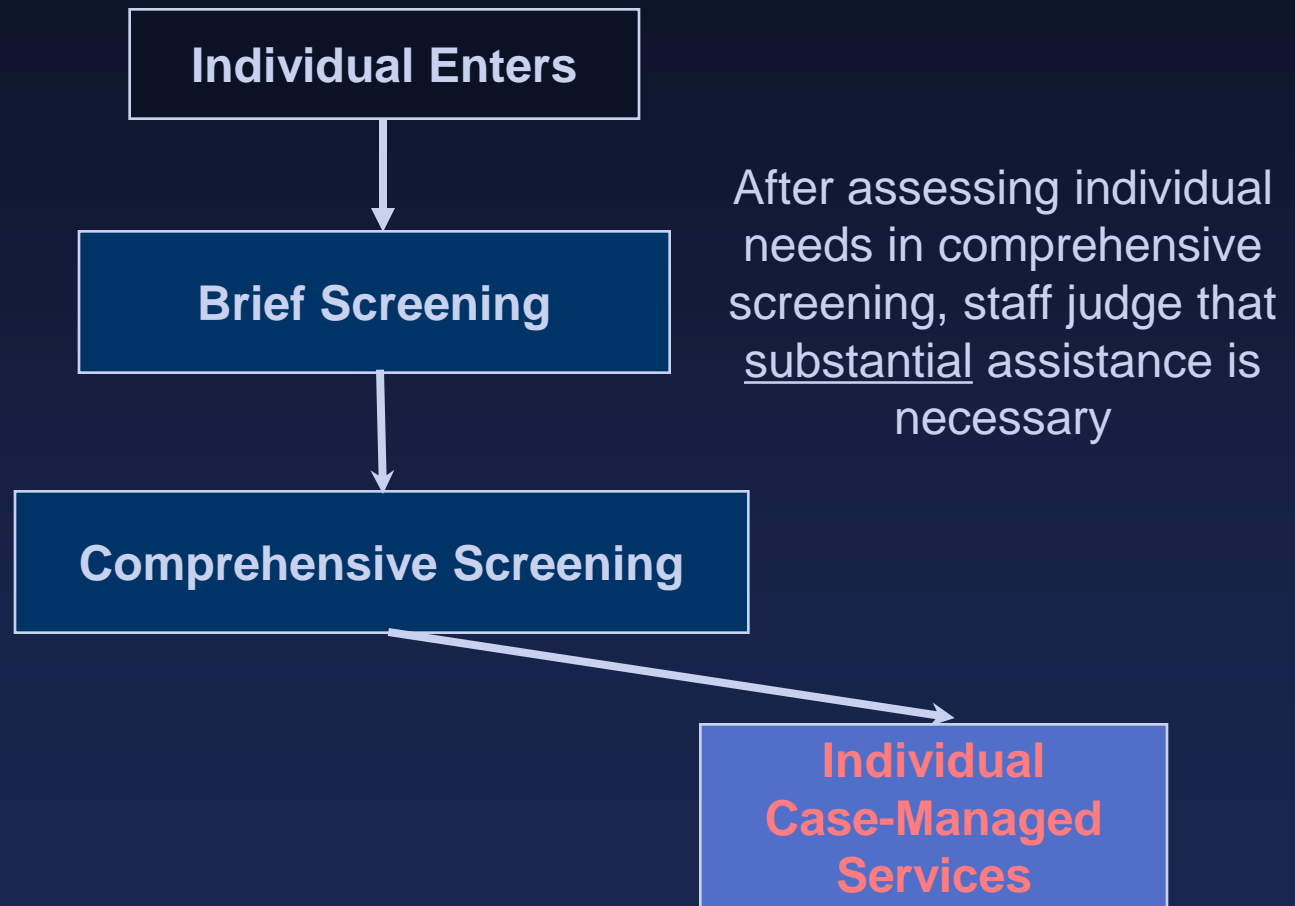 Individual Enters
After assessing individual
needs in comprehensive
screening, staff judge that
substantial assistance is
necessary
Brief Screening
Comprehensive Screening
Individual
Case-Managed
Services